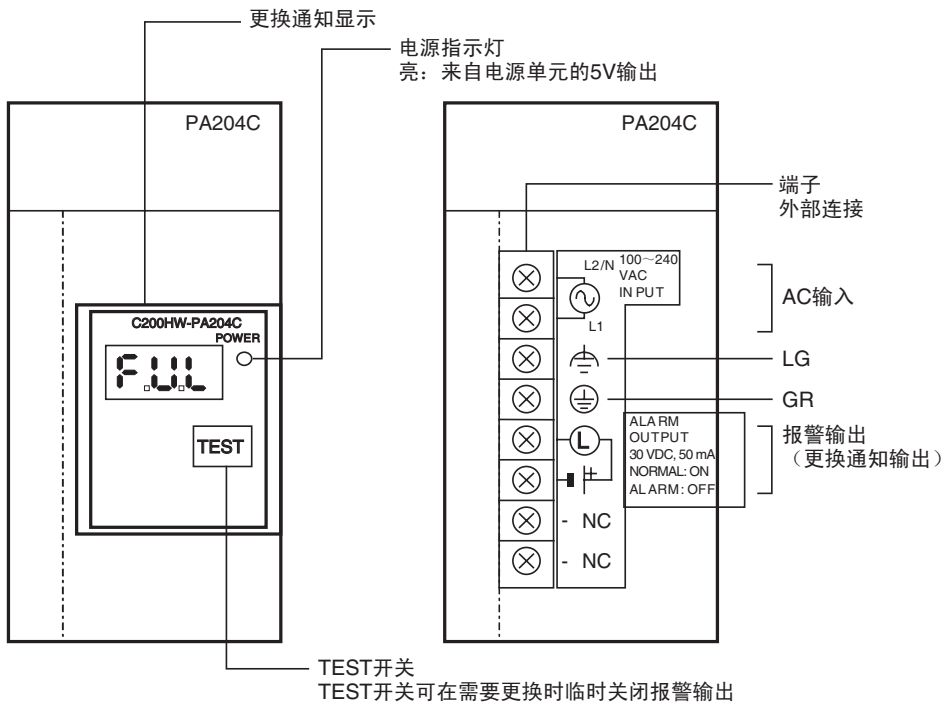 更换通知显示
电源指示灯
亮：来自电源单元的5V输出
PA204C
C200HW-PA204C
POWER
F.U.L
TEST
TEST开关
TEST开关可在需要更换时临时关闭报警输出
PA204C
端子
外部连接
L2/N
100～240
VAC
INPUT
L1
AC输入
LG
GR
L
ALARM
OUTPUT
30 VDC, 50 mA
NORMAL: ON
ALARM: OFF
报警输出
（更换通知输出）
- NC
- NC